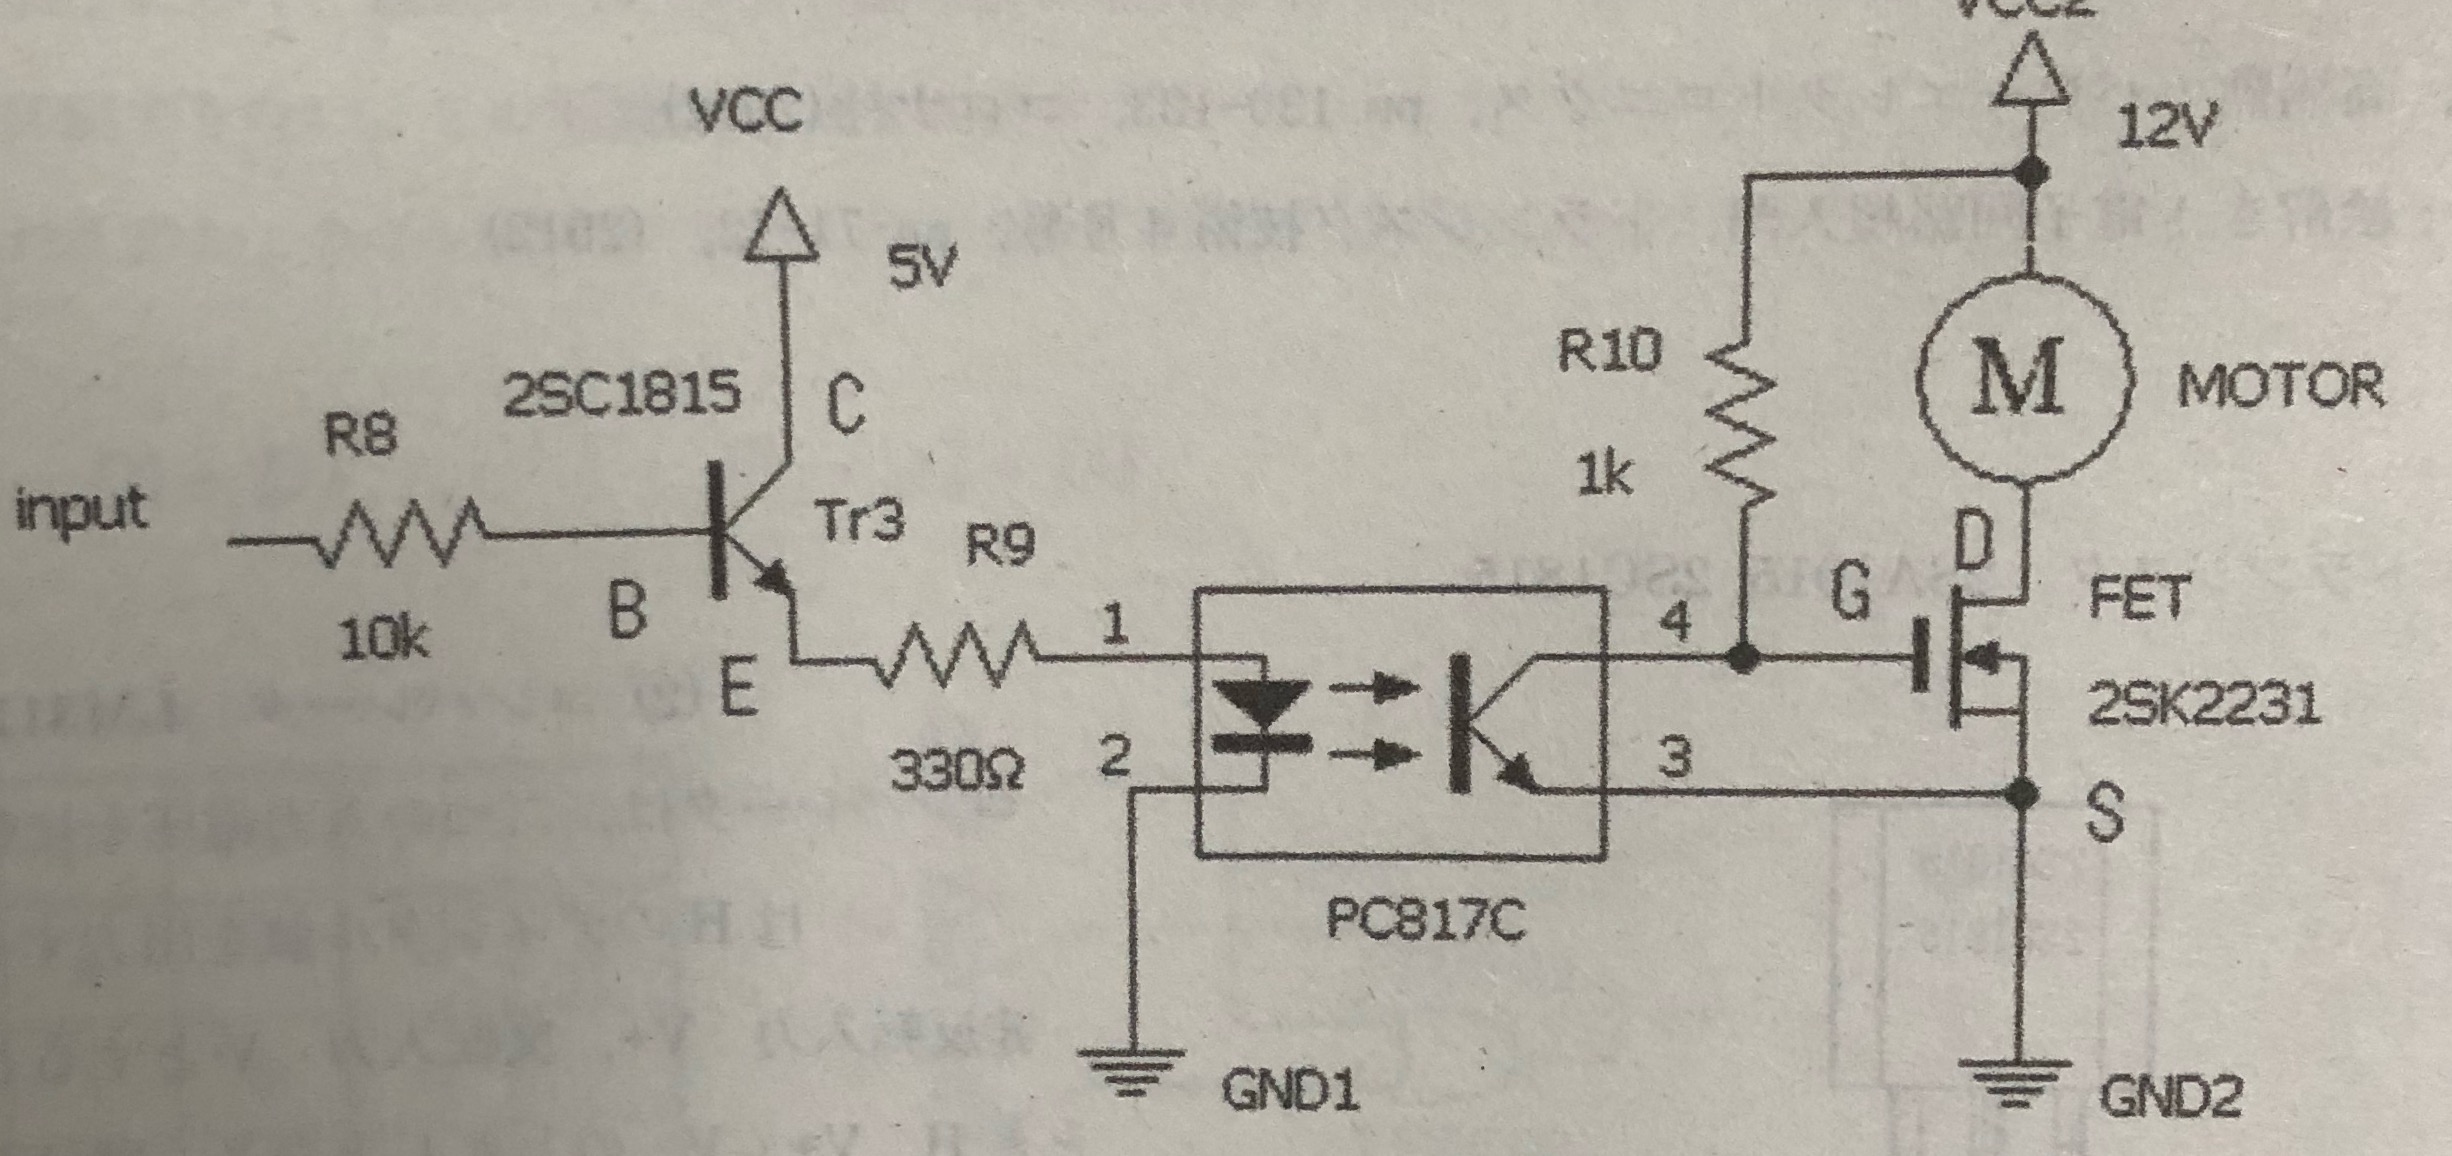 VCC2
12V
VCC
5V
R10
1k
M
MOTOR
2SC1815
C
R8
input
10k
B
Tr3
E
R9
330Ω
1
2
4
3
G
D
FET
2SK2231
S
PC817C
GND1
GND2